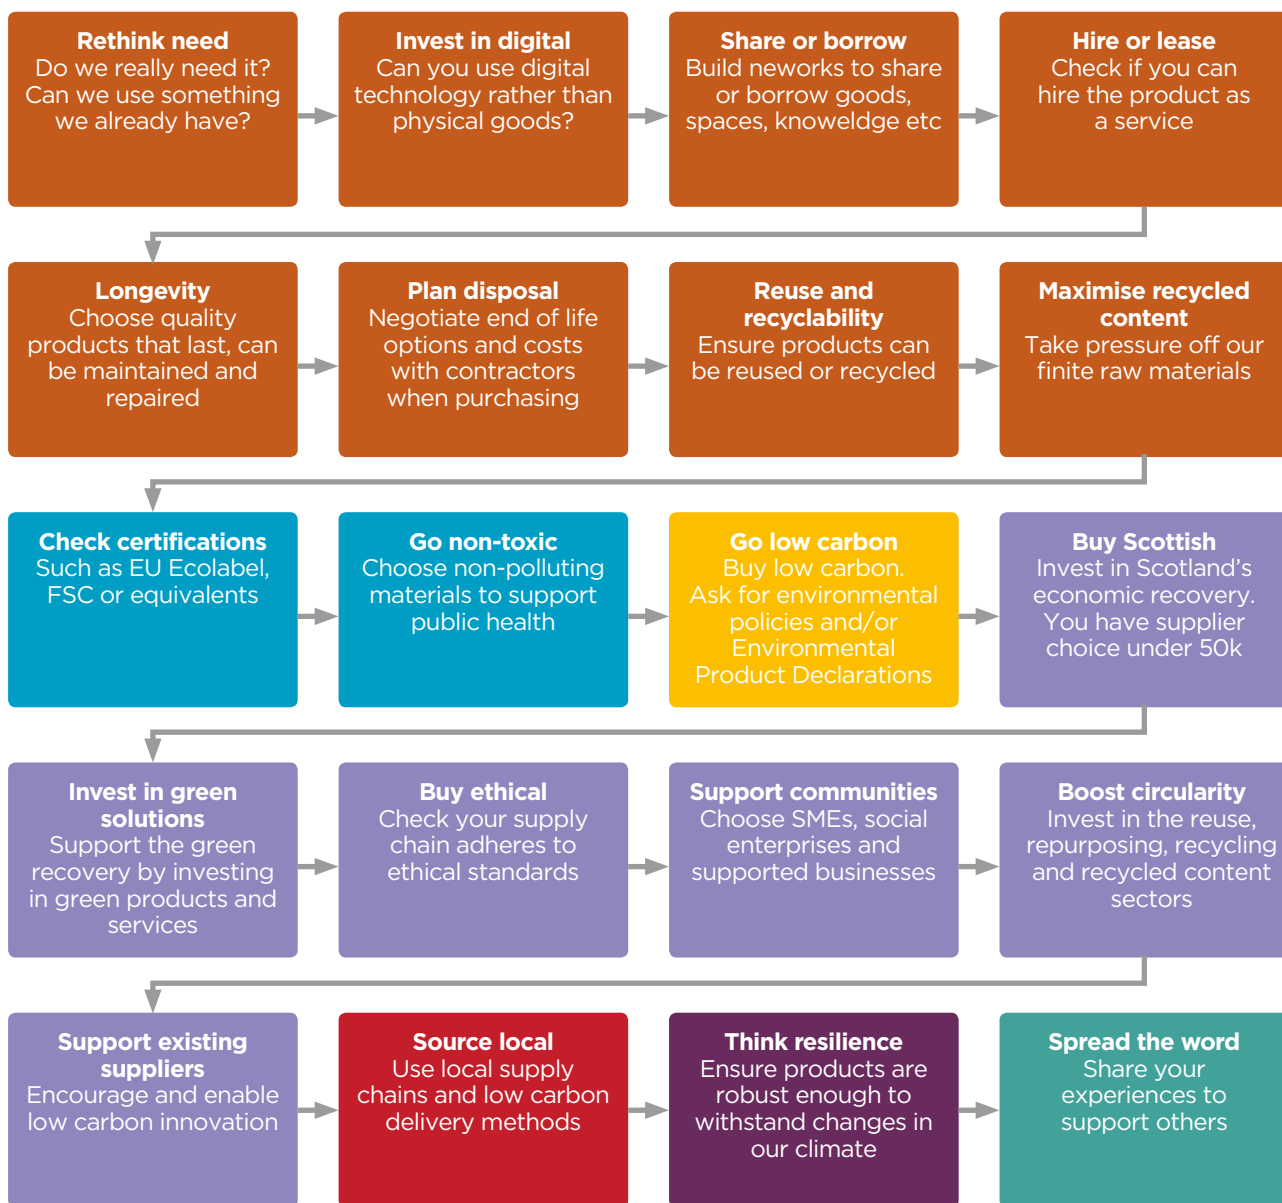 Rethink need
Do we really need it?
Can we use something
we already have?
Invest in digital
Can you use digital
technology rather than
physical goods?
Share or borrow
Build neworks to share
or borrow goods,
spaces, knoweldge etc
Hire or lease
Check if you can
hire the product as
a service
Longevity
Choose quality
products that last, can
be maintained and
repaired
Plan disposal
Negotiate end of life
options and costs
with contractors
when purchasing
Reuse and
recyclability
Ensure products can
be reused or recycled
Maximise recycled
content
Take pressure off our
finite raw materials
Check certifications
Such as EU Ecolabel,
FSC or equivalents
Go non-toxic
Choose non-polluting
materials to support
public health
Go low carbon
Buy low carbon.
Ask for environmental
policies and/or
Environmental
Product Declarations
Buy Scottish
Invest in Scotland’s
economic recovery.
You have supplier
choice under 50k
Invest in green
solutions
Support the green
recovery by investing
in green products and
services
Buy ethical
Check your supply
chain adheres to
ethical standards
Support communities
Choose SMEs, social
enterprises and
supported businesses
Boost circularity
Invest in the reuse,
repurposing, recycling
and recycled content
sectors
Support existing
suppliers
Encourage and enable
low carbon innovation
Source local
Use local supply
chains and low carbon
delivery methods
Think resilience
Ensure products are
robust enough to
withstand changes in
our climate
Spread the word
Share your
experiences to
support others